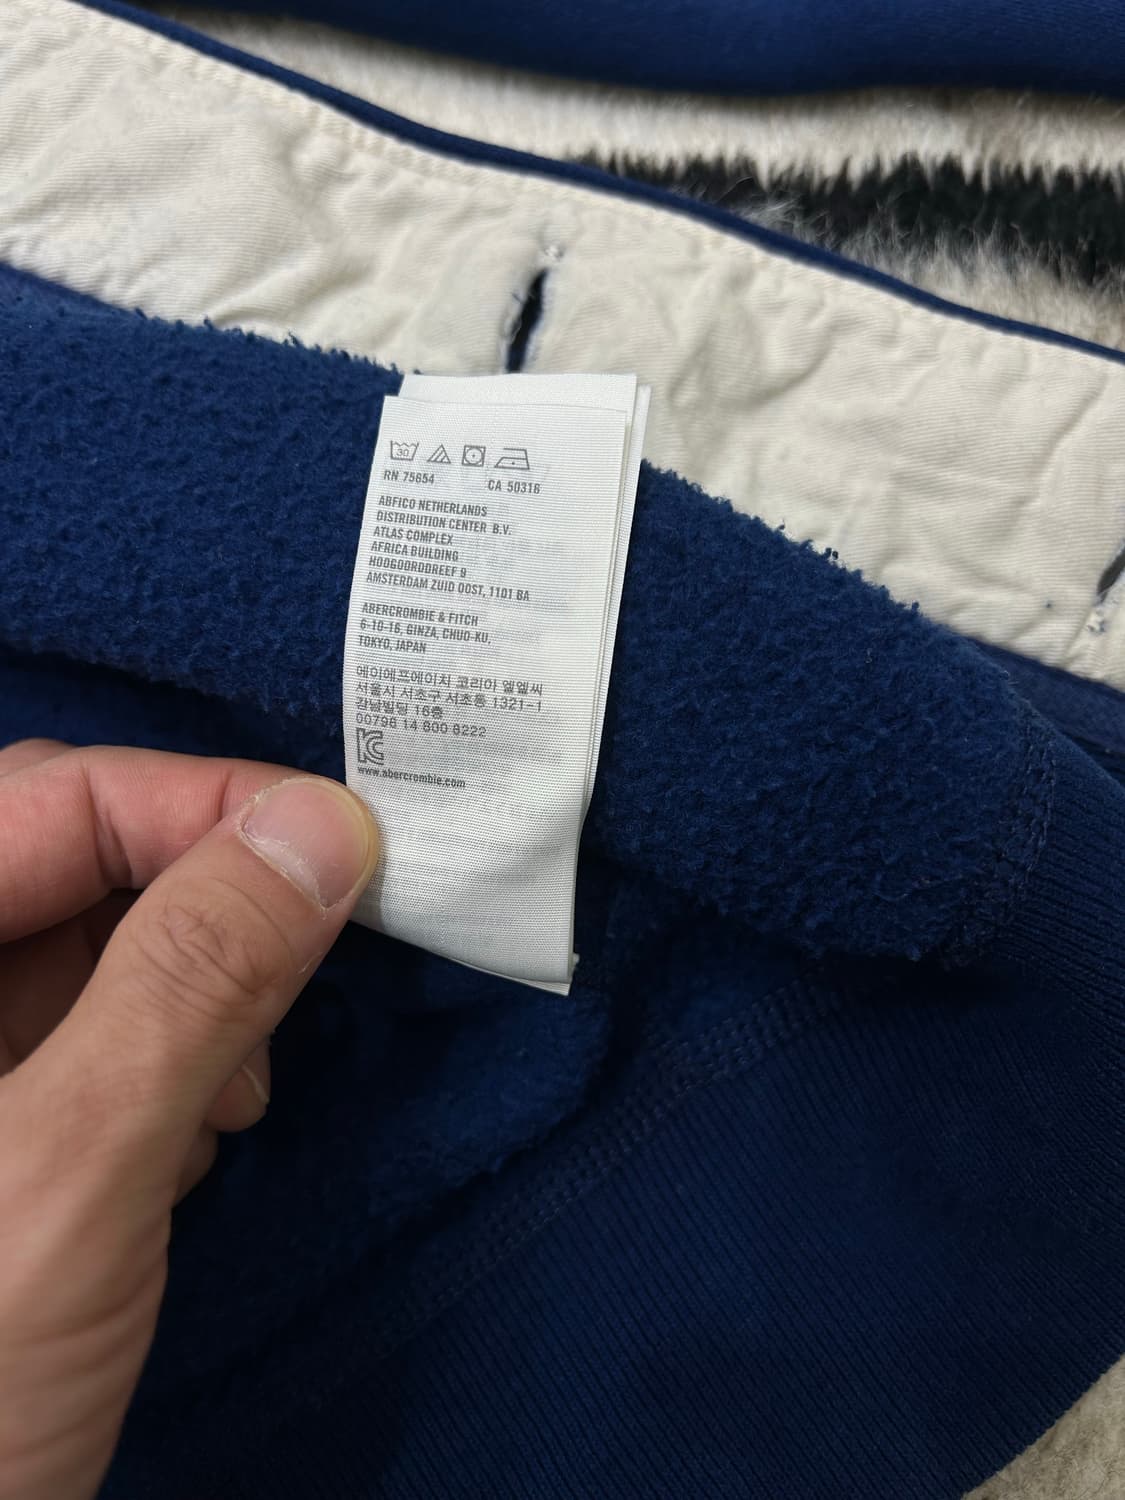 30
RN 75654 CA 50316
ABFICO NETHERLANDS
DISTRIBUTION CENTER B.V.
ATLAS COMPLEX
AFRICA BUILDING
HOOGOORDDREEF 9
AMSTERDAM ZUID OOST, 1101 BA
ABERCROMBIE & FITCH
6-10-16, GINZA, CHUO-KU,
TOKYO, JAPAN
에이에프에이치 코리아 엘엘씨
서울시 서초구 서초동 1321-1
강남빌딩 16층
00798 14 800 8222
www.abercrombie.com